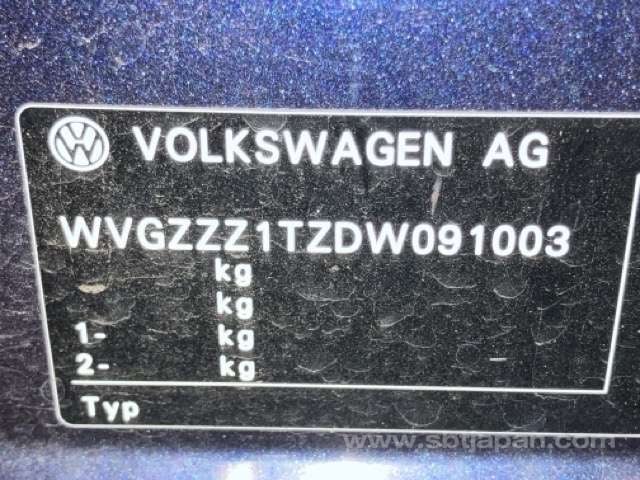 VOLKSWAGEN AG
WVGZZZ1TZDW091003
kg
kg
1- kg
2- kg
Typ
www.sbtjapan.com